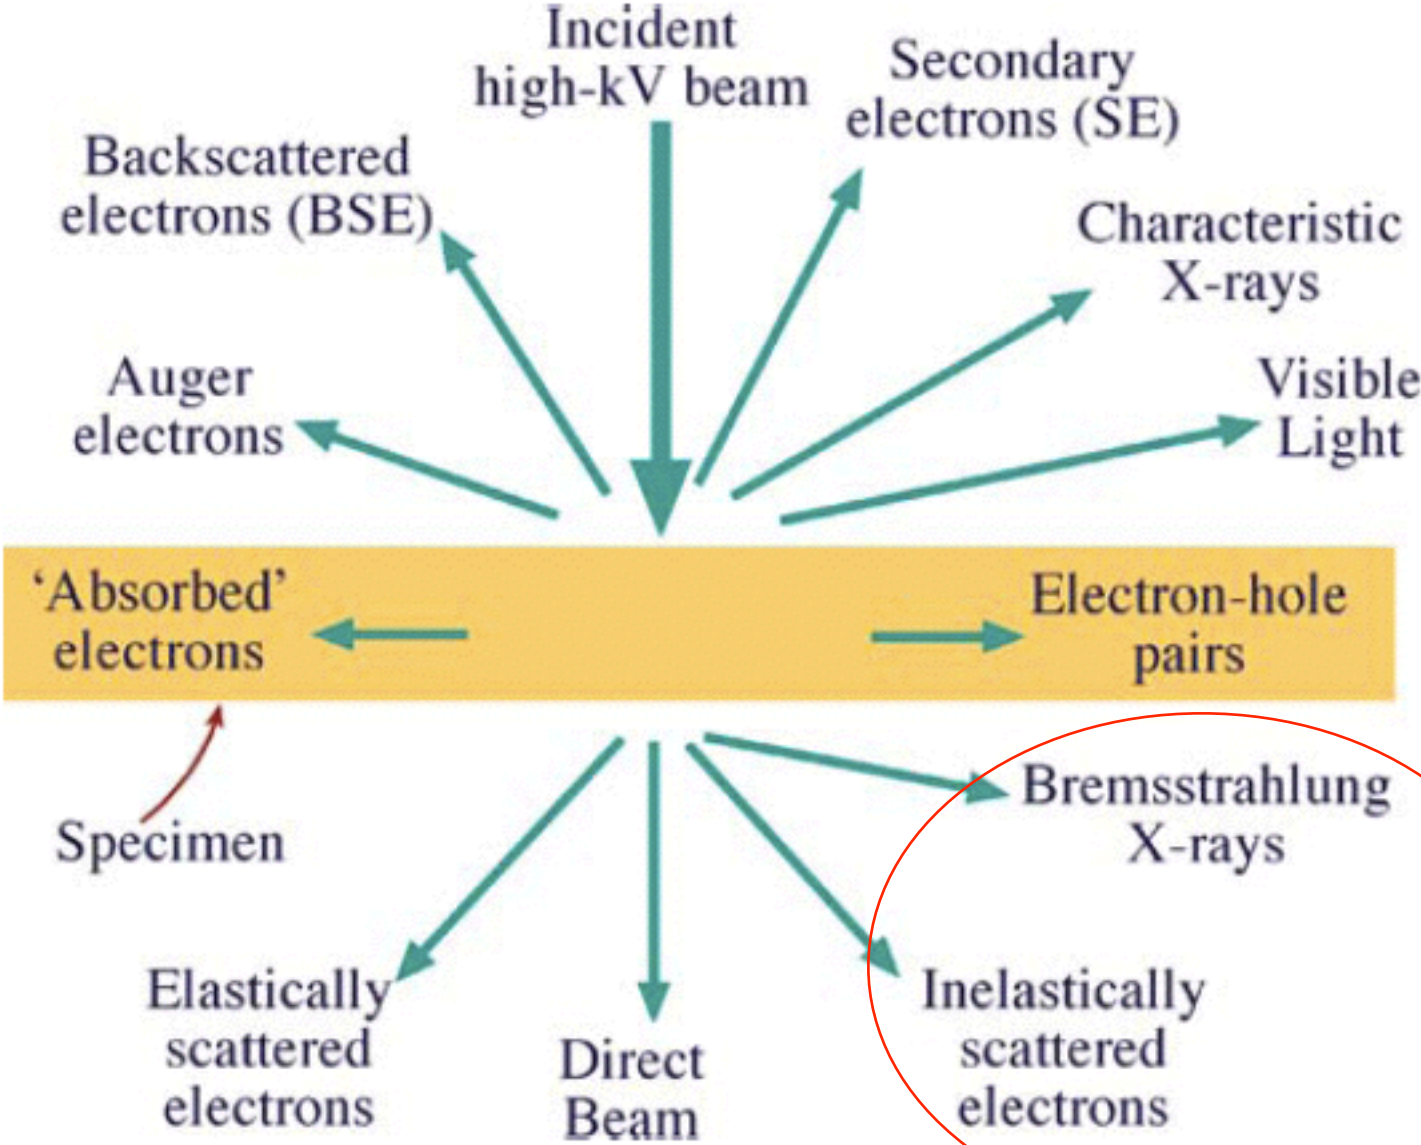 Incident
high-kV beam
Secondary
electrons (SE)
Backscattered
electrons (BSE)
Characteristic
X-rays
Auger
electrons
Visible
Light
‘Absorbed’
electrons
Electron-hole
pairs
Specimen
Bremsstrahlung
X-rays
Elastically
scattered
electrons
Direct
Beam
Inelastically
scattered
electrons